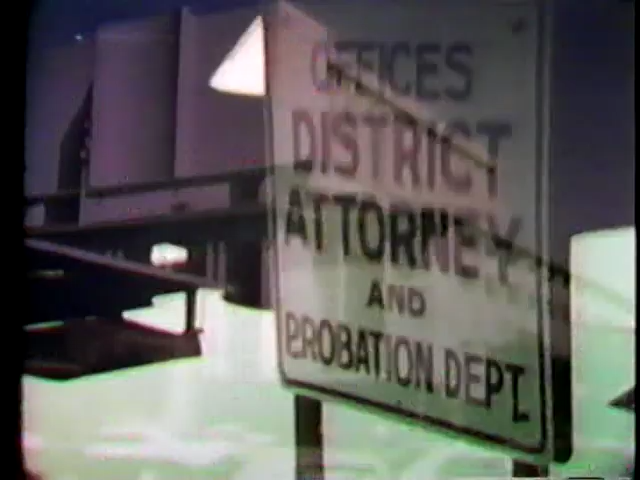 OFFICES
DISTRICT
ATTORNEY
AND
PROBATION DEPT.